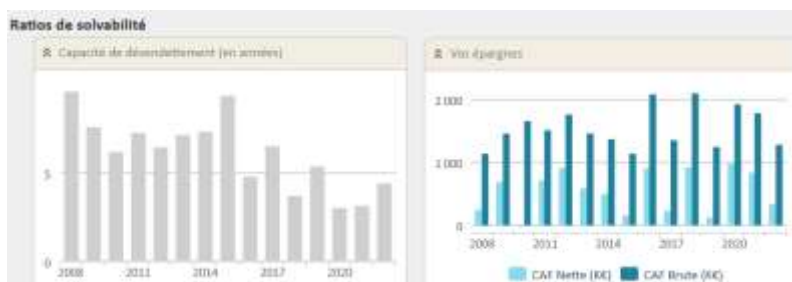 Ratios de solvabilité
Capacité de désendettement (en années)
5
0
2008 2011 2014 2017 2020
Vos épargnes
2 000
1 000
0
2008 2011 2014 2017 2020
CAF Nette (K€) CAF Brute (K€)